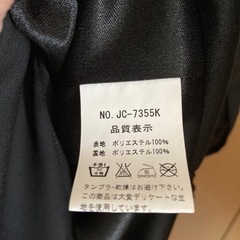 NO.JC-7355K
品質表示
表地 ポリエステル100%
裏地 ポリエステル100%
タンブラー乾燥はお避け下さい。
この商品は大変デリケートな生
地を使用しています。